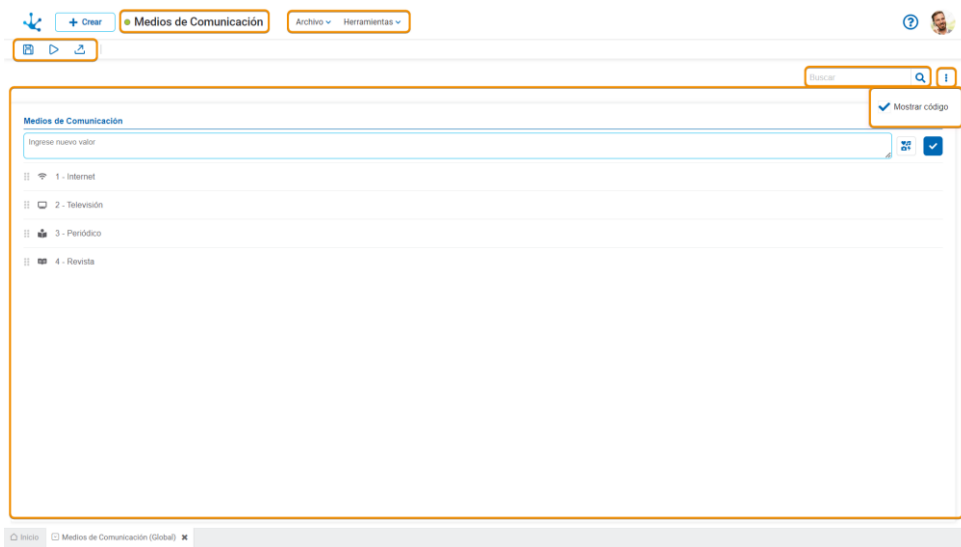 + Crear
Medios de Comunicación
Archivo
Herramientas
Buscar
Mostrar código
Medios de Comunicación
Ingrese nuevo valor
1 - Internet
2 - Televisión
3 - Periódico
4 - Revista
Inicio
Medios de Comunicación (Global)